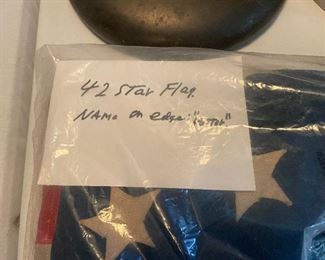 42 Star Flag
Name on edge: